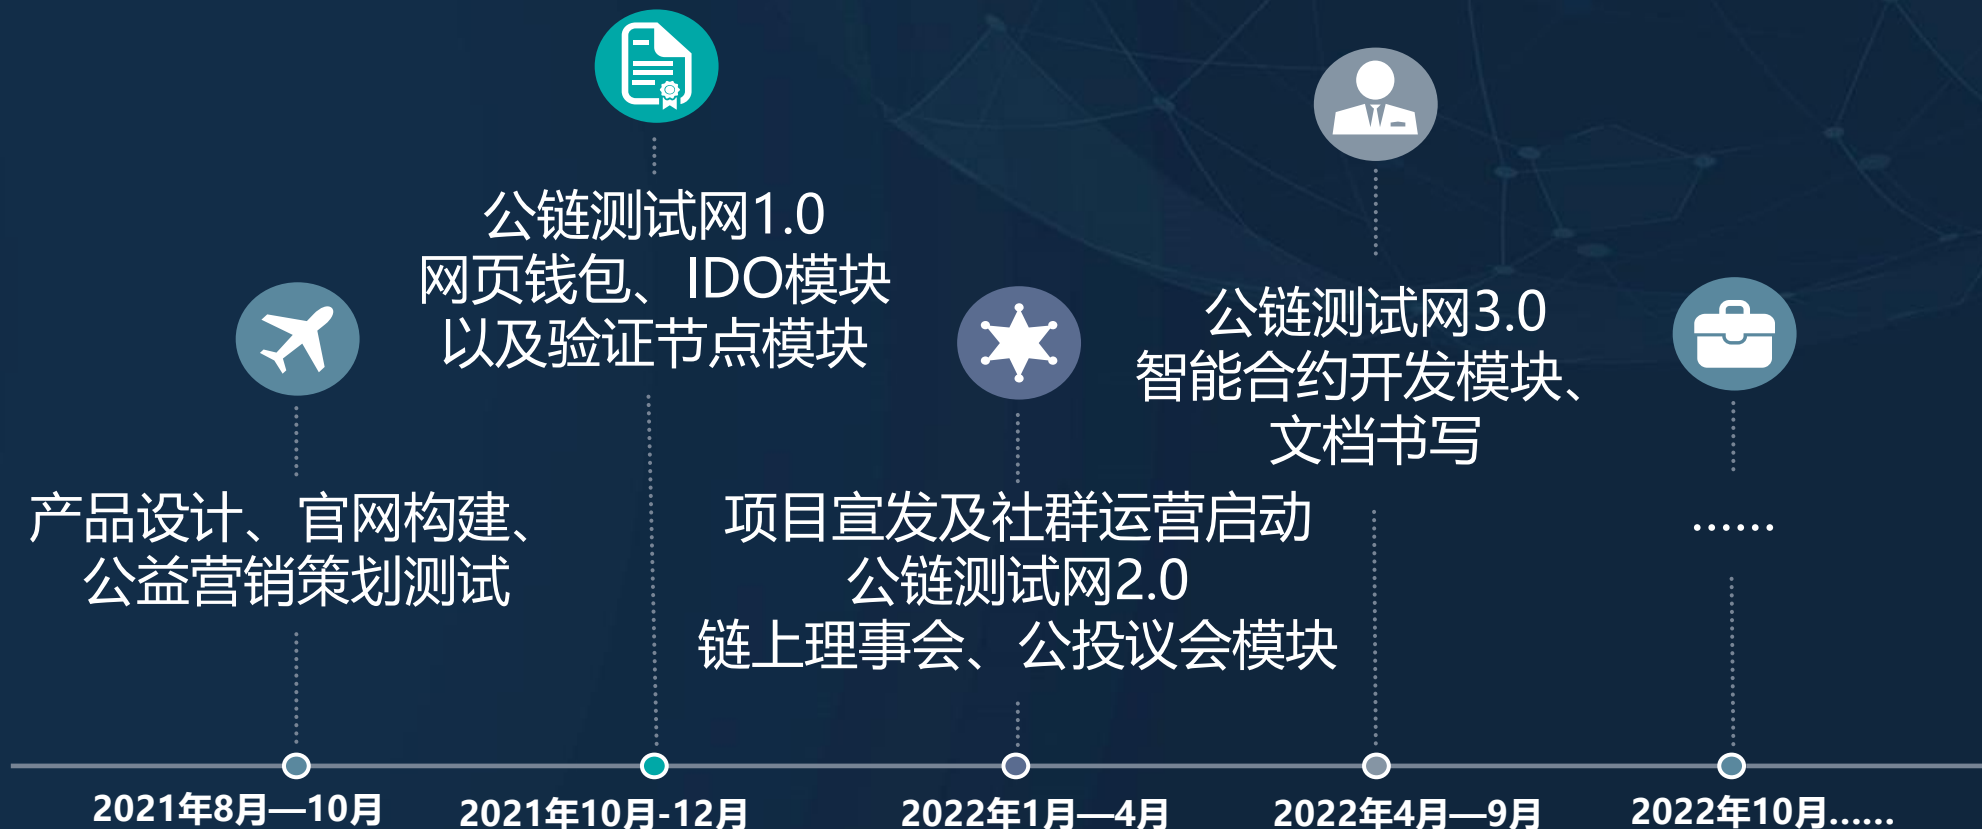 产品设计、官网构建、
公益营销策划测试
2021年8月—10月
公链测试网1.0
网页钱包、IDO模块
以及验证节点模块
2021年10月-12月
项目宣发及社群运营启动
公链测试网2.0
链上理事会、公投议会模块
2022年1月—4月
公链测试网3.0
智能合约开发模块、
文档书写
2022年4月—9月
……
2022年10月……